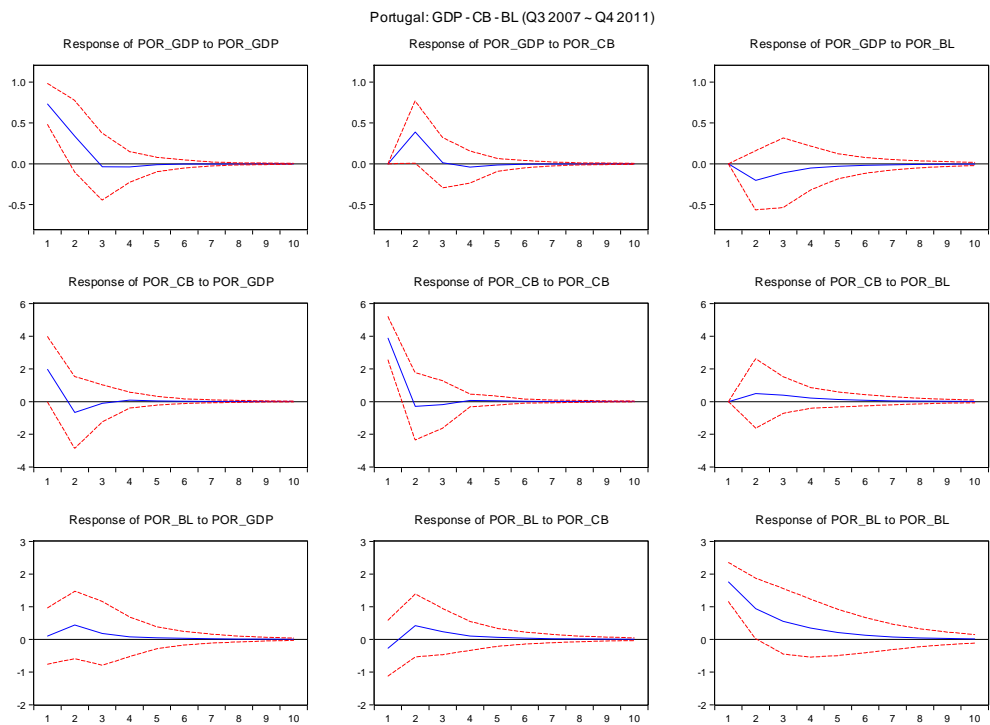 Portugal: GDP - CB - BL (Q3 2007 ~ Q4 2011)
Response of POR_GDP to POR_GDP
Response of POR_GDP to POR_CB
Response of POR_GDP to POR_BL
1.0
0.5
0.0
-0.5
1 2 3 4 5 6 7 8 9 10
1.0
0.5
0.0
-0.5
1 2 3 4 5 6 7 8 9 10
1.0
0.5
0.0
-0.5
1 2 3 4 5 6 7 8 9 10
Response of POR_CB to POR_GDP
Response of POR_CB to POR_CB
Response of POR_CB to POR_BL
6
4
2
0
-2
-4
1 2 3 4 5 6 7 8 9 10
6
4
2
0
-2
-4
1 2 3 4 5 6 7 8 9 10
6
4
2
0
-2
-4
1 2 3 4 5 6 7 8 9 10
Response of POR_BL to POR_GDP
Response of POR_BL to POR_CB
Response of POR_BL to POR_BL
3
2
1
0
-1
-2
1 2 3 4 5 6 7 8 9 10
3
2
1
0
-1
-2
1 2 3 4 5 6 7 8 9 10
3
2
1
0
-1
-2
1 2 3 4 5 6 7 8 9 10